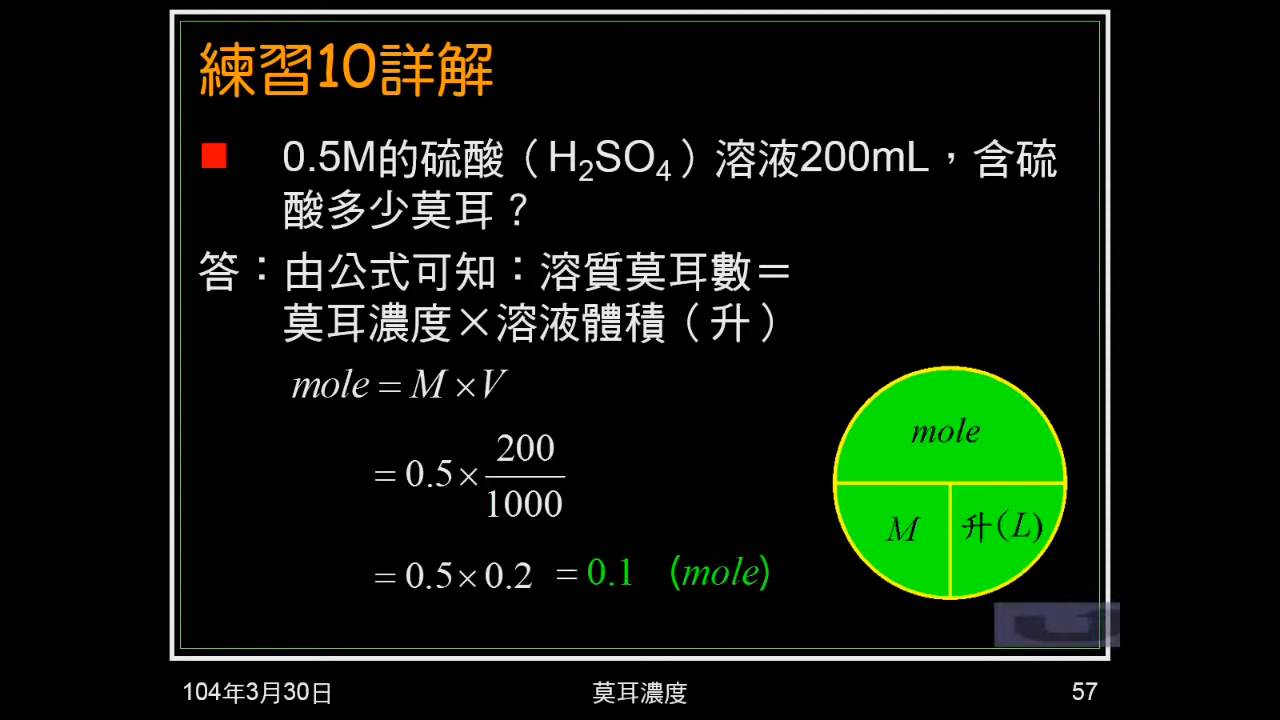 練習10詳解
0.5M的硫酸（H₂SO₄）溶液200mL，含硫
酸多少莫耳？
答：由公式可知：溶質莫耳數＝
莫耳濃度×溶液體積（升）
mole = M × V
= 0.5 × 200/1000
= 0.5 × 0.2 = 0.1 (mole)
mole
M 升(L)
104年3月30日 莫耳濃度 57